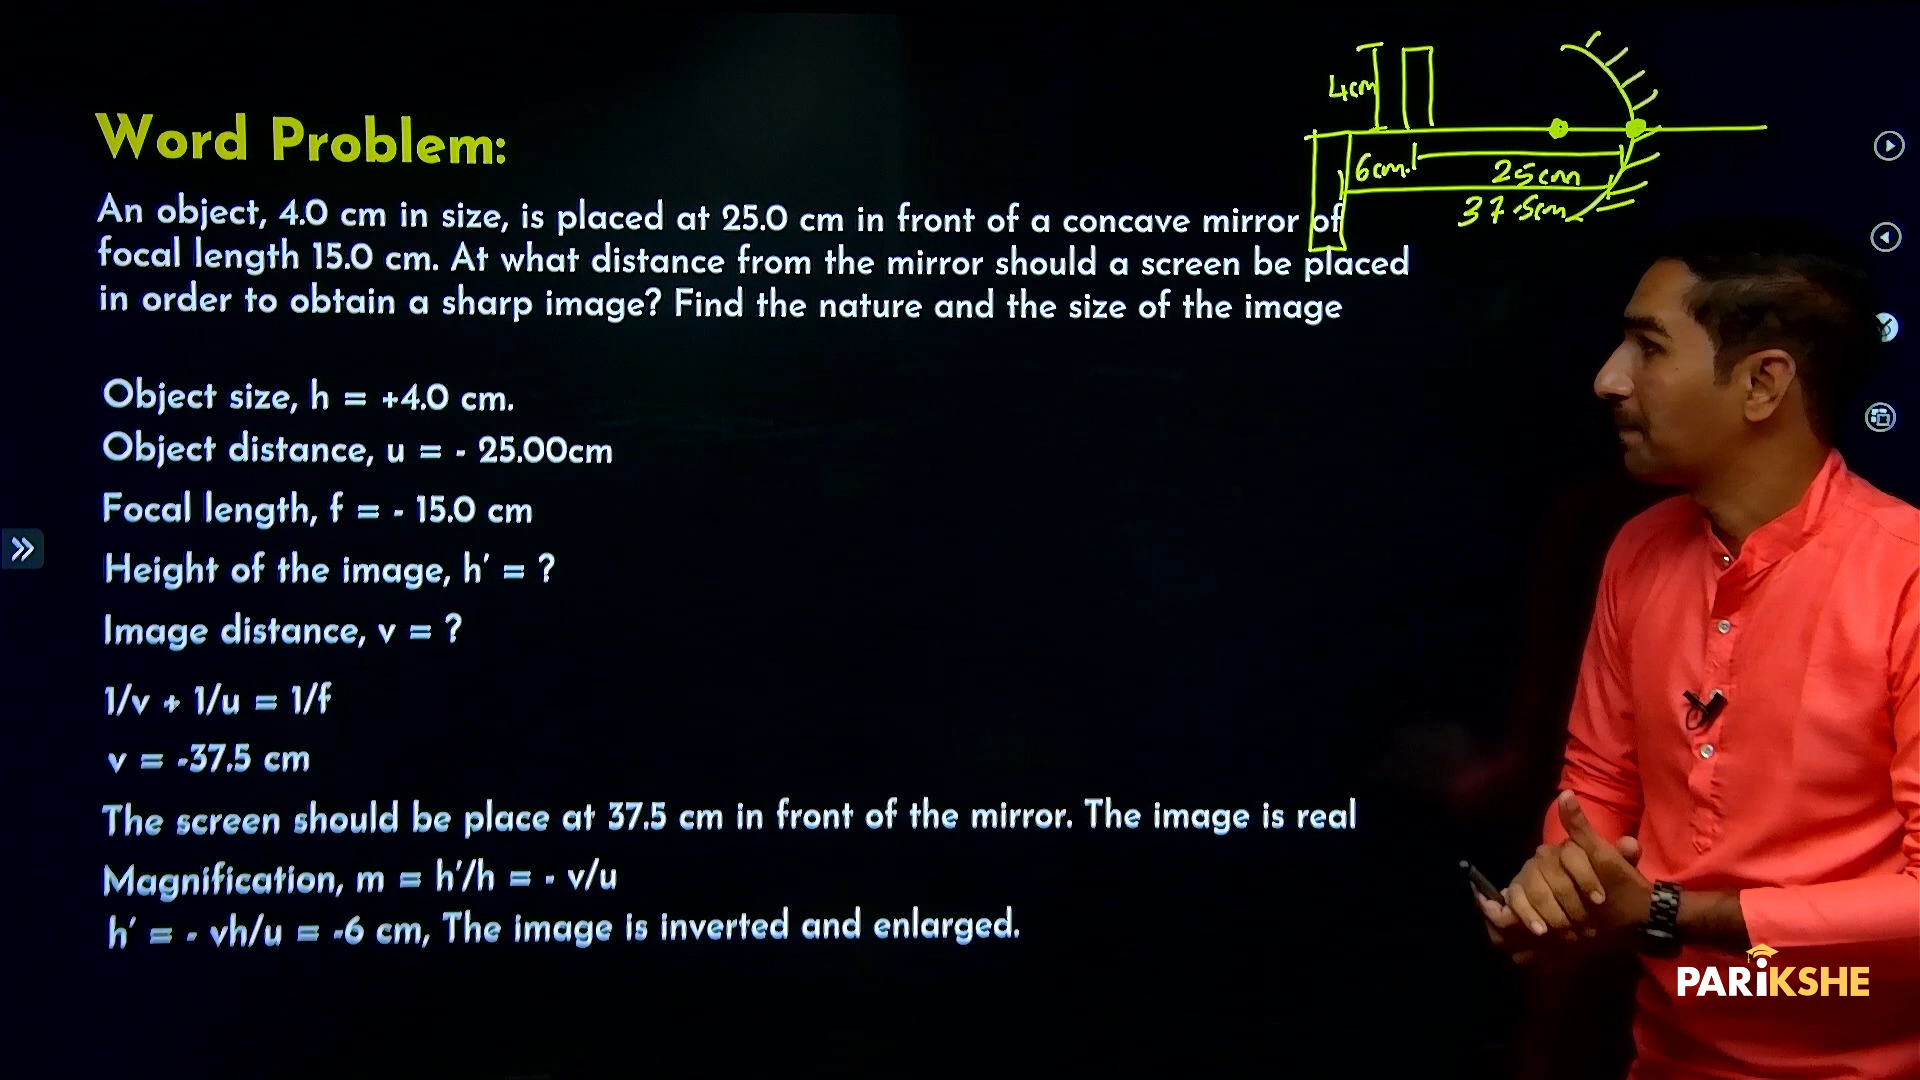 4cm
6cm.
25cm
37.5cm
Word Problem:
An object, 4.0 cm in size, is placed at 25.0 cm in front of a concave mirror of
focal length 15.0 cm. At what distance from the mirror should a screen be placed
in order to obtain a sharp image? Find the nature and the size of the image
Object size, h = +4.0 cm.
Object distance, u = - 25.00cm
Focal length, f = - 15.0 cm
Height of the image, h' = ?
Image distance, v = ?
1/v + 1/u = 1/f
v = -37.5 cm
The screen should be place at 37.5 cm in front of the mirror. The image is real
Magnification, m = h'/h = - v/u
h' = - vh/u = -6 cm, The image is inverted and enlarged.
PARiKSHE